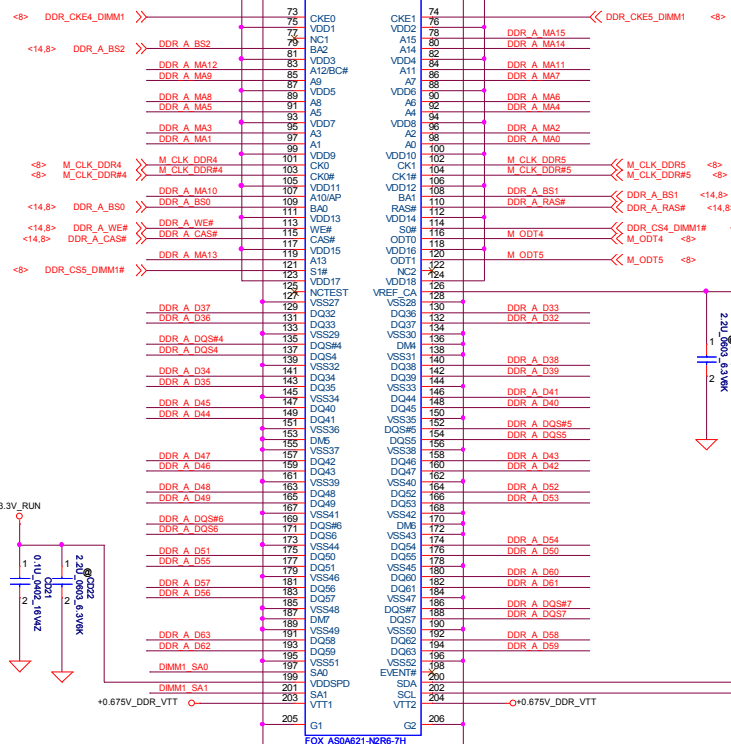 73 CKE0 CKE1 74
<8> DDR_CKE4_DIMM1 DDR_CKE5_DIMM1 <8>
75 VDD1 VDD2 76
77 NC1 A15 78 DDR_A_MA15
<14,8> DDR_A_BS2 DDR_A_BS2 79 BA2 A14 80 DDR_A_MA14
81 VDD3 VDD4 82
DDR_A_MA12 83 A12/BC# A11 84 DDR_A_MA11
DDR_A_MA9 85 A9 A7 86 DDR_A_MA7
87 VDD5 VDD6 88
DDR_A_MA8 89 A8 A6 90 DDR_A_MA6
DDR_A_MA5 91 A5 A4 92 DDR_A_MA4
93 VDD7 VDD8 94
DDR_A_MA3 95 A3 A2 96 DDR_A_MA2
DDR_A_MA1 97 A1 A0 98 DDR_A_MA0
99 VDD9 VDD10 100
<8> M_CLK_DDR4 M_CLK_DDR4 101 CK0 CK1 102 M_CLK_DDR5 M_CLK_DDR5 <8>
<8> M_CLK_DDR#4 M_CLK_DDR#4 103 CK0# CK1# 104 M_CLK_DDR#5 M_CLK_DDR#5 <8>
105 VDD11 VDD12 106
DDR_A_MA10 107 A10/AP BA1 108 DDR_A_BS1 DDR_A_BS1 <14,8>
<14,8> DDR_A_BS0 DDR_A_BS0 109 BA0 RAS# 110 DDR_A_RAS# DDR_A_RAS# <14,8
111 VDD13 VDD14 112
<14,8> DDR_A_WE# DDR_A_WE# 113 WE# S0# 114 DDR_CS4_DIMM1#
<14,8> DDR_A_CAS# DDR_A_CAS# 115 CAS# ODT0 116 M_ODT4 M_ODT4 <8>
117 VDD15 VDD16 118
DDR_A_MA13 119 A13 ODT1 120 M_ODT5 M_ODT5 <8>
<8> DDR_CS5_DIMM1# 121 S1# NC2 122
123 VDD17 VDD18 124
125 NCTEST VREF_CA 126
127 VSS27 VSS28 128
DDR_A_D37 129 DQ32 DQ36 130 DDR_A_D33
DDR_A_D36 131 DQ33 DQ37 132 DDR_A_D32
133 VSS29 VSS30 134
DDR_A_DQS#4 135 DQS#4 DM4 136
DDR_A_DQS4 137 DQS4 VSS31 138
139 VSS32 DQ38 140 DDR_A_D38
DDR_A_D34 141 DQ34 DQ39 142 DDR_A_D39
DDR_A_D35 143 DQ35 VSS33 144
145 VSS34 DQ44 146 DDR_A_D41
DDR_A_D45 147 DQ40 DQ45 148 DDR_A_D40
DDR_A_D44 149 DQ41 VSS35 150
151 VSS36 DQS#5 152 DDR_A_DQS#5
153 DM5 DQS5 154 DDR_A_DQS5
155 VSS37 VSS38 156
DDR_A_D47 157 DQ42 DQ46 158 DDR_A_D43
DDR_A_D46 159 DQ43 DQ47 160 DDR_A_D42
161 VSS39 VSS40 162
DDR_A_D48 163 DQ48 DQ52 164 DDR_A_D52
DDR_A_D49 165 DQ49 DQ53 166 DDR_A_D53
167 VSS41 VSS42 168
DDR_A_DQS#6 169 DQS#6 DM6 170
DDR_A_DQS6 171 DQS6 VSS43 172
173 VSS44 DQ54 174 DDR_A_D54
DDR_A_D51 175 DQ50 DQ55 176 DDR_A_D50
DDR_A_D55 177 DQ51 VSS45 178
179 VSS46 DQ60 180 DDR_A_D60
DDR_A_D57 181 DQ56 DQ61 182 DDR_A_D61
DDR_A_D56 183 DQ57 VSS47 184
185 VSS48 DQS#7 186 DDR_A_DQS#7
187 DM7 DQS7 188 DDR_A_DQS7
189 VSS49 VSS50 190
DDR_A_D63 191 DQ58 DQ62 192 DDR_A_D58
DDR_A_D62 193 DQ59 DQ63 194 DDR_A_D59
195 VSS51 VSS52 196
DIMM1_SA0 197 SA0 EVENT# 198
199 VDDSPD SDA 200
DIMM1_SA1 201 SA1 SCL 202
+0.675V_DDR_VTT 203 VTT1 VTT2 204 +0.675V_DDR_VTT
205 G1 G2 206
FOX_AS0A621-N2R6-7H
3.3V_RUN
1
2
CD21
0.1U_0402_16V4Z
1
2
@CD22
2.2U_0603_6.3V6K
1
2
2.2U_0603_6.3V6K
@